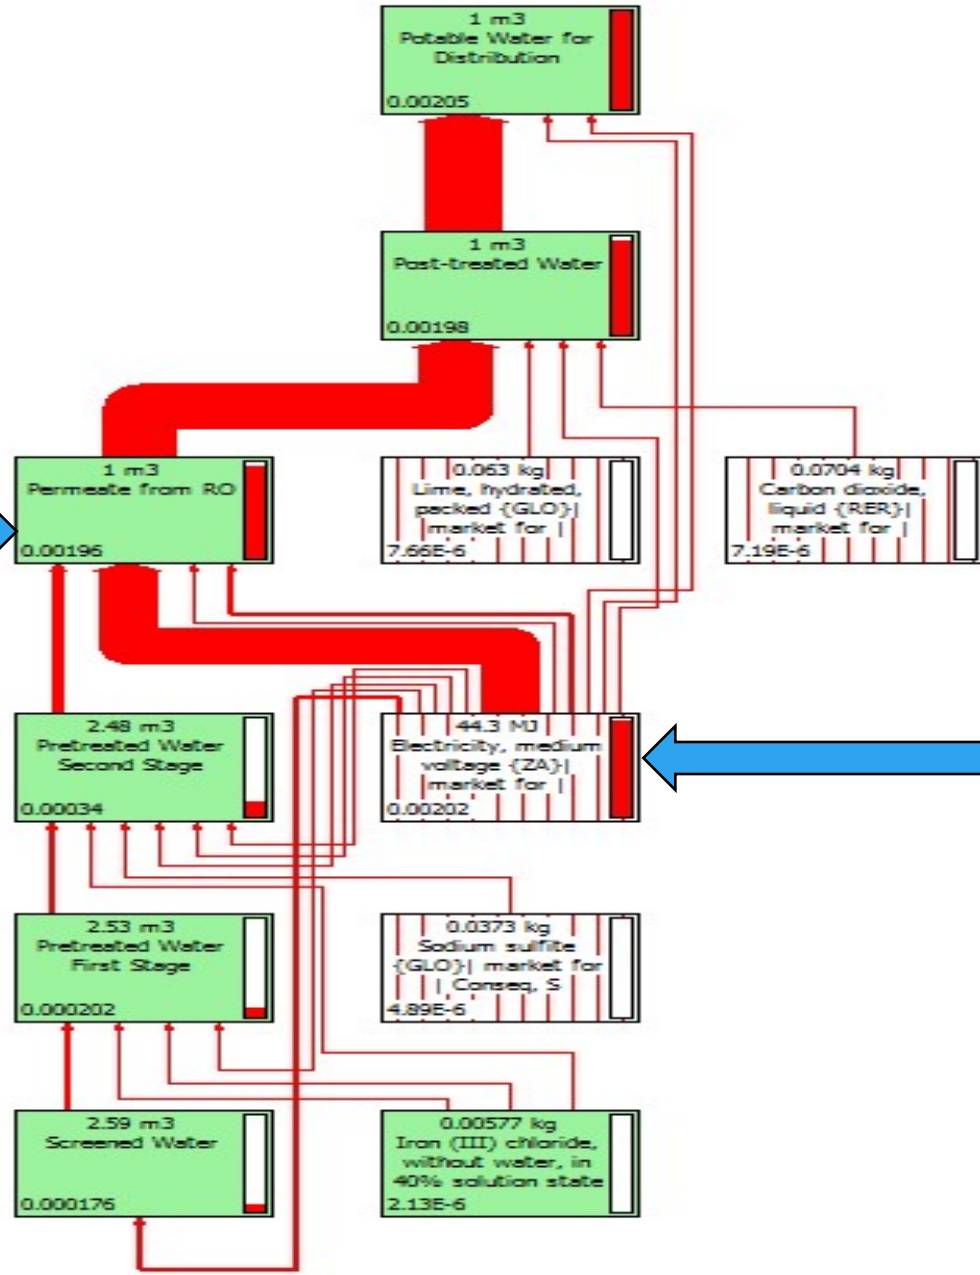 1 m3
Potable Water for
Distribution
0.00205
1 m3
Post-treated Water
0.00198
1 m3
Permeate from RO
0.00196
0.063 kg
Lime, hydrated,
packed {GLO}|
market for |
7.66E-6
0.0704 kg
Carbon dioxide,
liquid {RER}|
market for |
7.19E-6
2.48 m3
Pretreated Water
Second Stage
0.00034
44.3 MJ
Electricity, medium
voltage {ZA}|
market for |
0.00202
2.53 m3
Pretreated Water
First Stage
0.000202
0.0373 kg
Sodium sulfite
{GLO}| market for
| Conseq, S
4.89E-6
2.59 m3
Screened Water
0.000176
0.00577 kg
Iron (III) chloride,
without water, in
40% solution state
2.13E-6